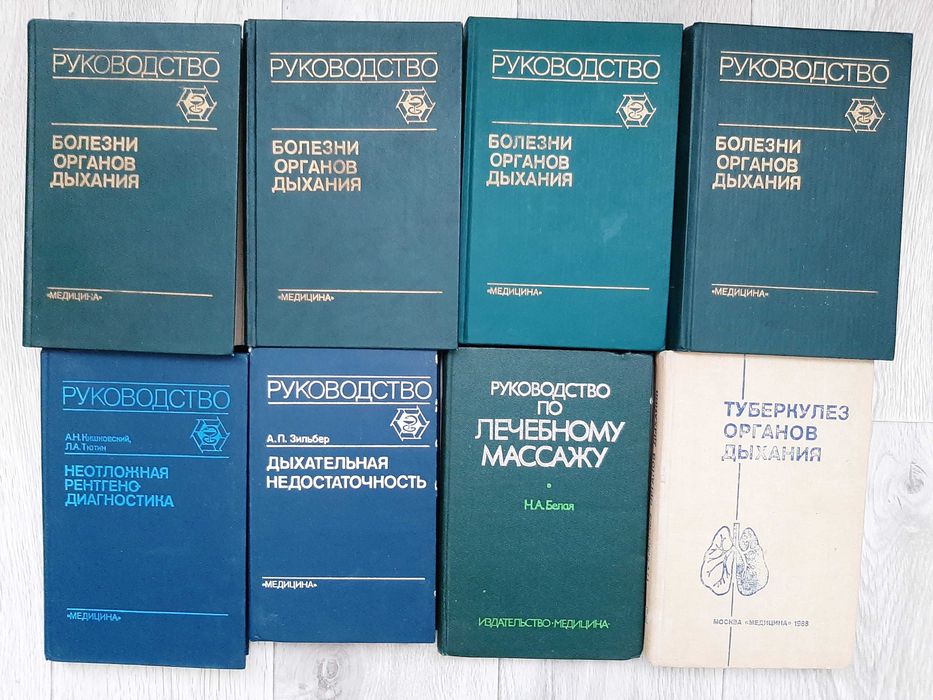 РУКОВОДСТВО
БОЛЕЗНИ
ОРГАНОВ
ДЫХАНИЯ
«МЕДИЦИНА»
РУКОВОДСТВО
БОЛЕЗНИ
ОРГАНОВ
ДЫХАНИЯ
«МЕДИЦИНА»
РУКОВОДСТВО
БОЛЕЗНИ
ОРГАНОВ
ДЫХАНИЯ
«МЕДИЦИНА»
РУКОВОДСТВО
БОЛЕЗНИ
ОРГАНОВ
ДЫХАНИЯ
«МЕДИЦИНА»
РУКОВОДСТВО
А.Н.Кишковский,
Л.А.Тютин
НЕОТЛОЖНАЯ
РЕНТГЕНО-
ДИАГНОСТИКА
«МЕДИЦИНА»
РУКОВОДСТВО
А.П. Зильбер
ДЫХАТЕЛЬНАЯ
НЕДОСТАТОЧНОСТЬ
«МЕДИЦИНА»
РУКОВОДСТВО
ПО
ЛЕЧЕБНОМУ
МАССАЖУ
Н.А.Белая
ИЗДАТЕЛЬСТВО·МЕДИЦИНА·
ТУБЕРКУЛЕЗ
ОРГАНОВ
ДЫХАНИЯ
МОСКВА «МЕДИЦИНА» 1988